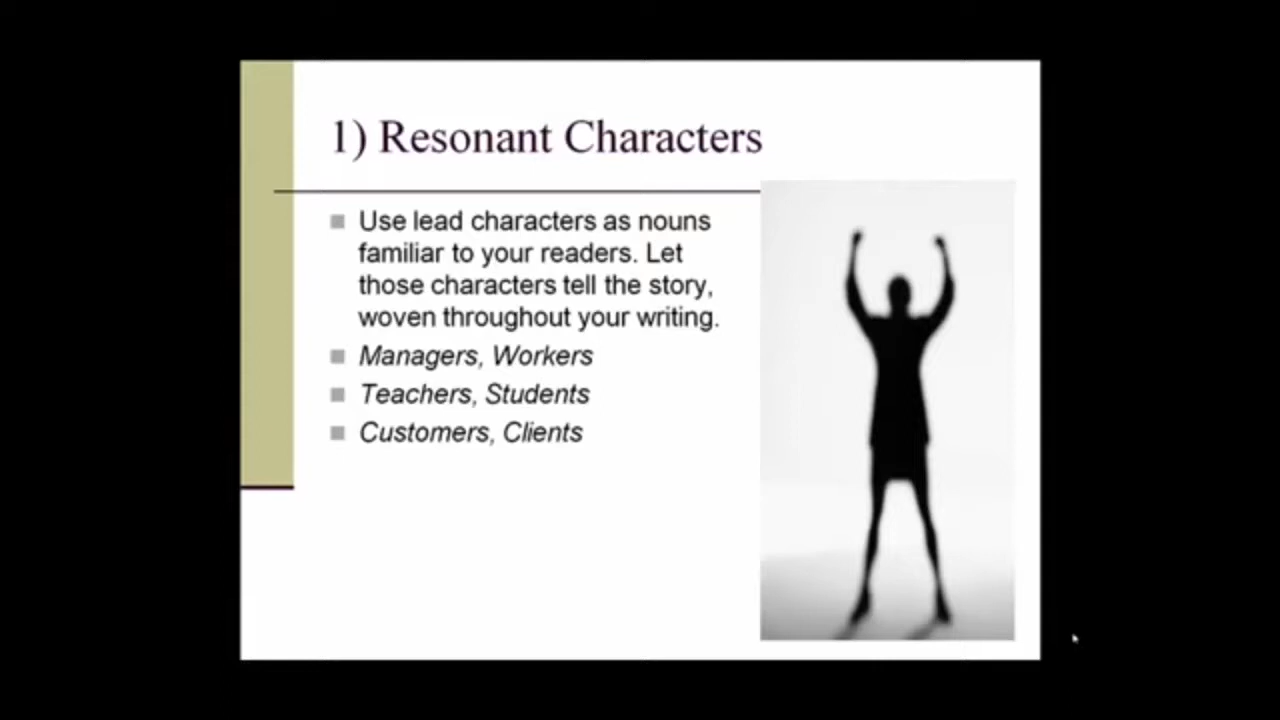 1) Resonant Characters
Use lead characters as nouns
familiar to your readers. Let
those characters tell the story,
woven throughout your writing.
Managers, Workers
Teachers, Students
Customers, Clients